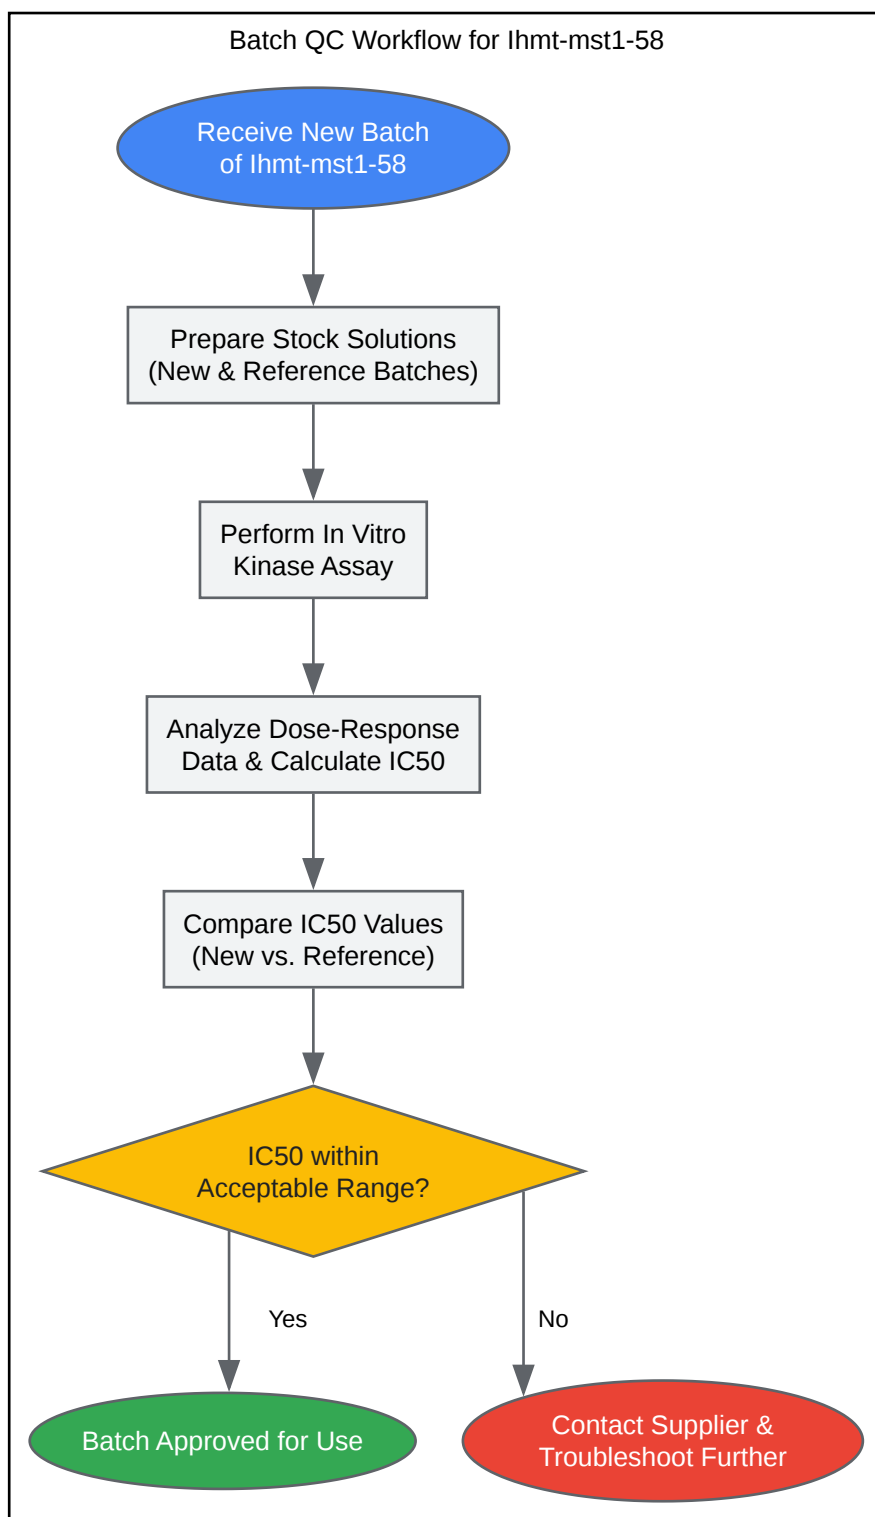 Batch QC Workflow for Ihmt-mst1-58
Receive New Batch
of Ihmt-mst1-58
Prepare Stock Solutions
(New & Reference Batches)
Perform In Vitro
Kinase Assay
Analyze Dose-Response
Data & Calculate IC50
Compare IC50 Values
(New vs. Reference)
IC50 within
Acceptable Range?
Yes
No
Batch Approved for Use
Contact Supplier &
Troubleshoot Further